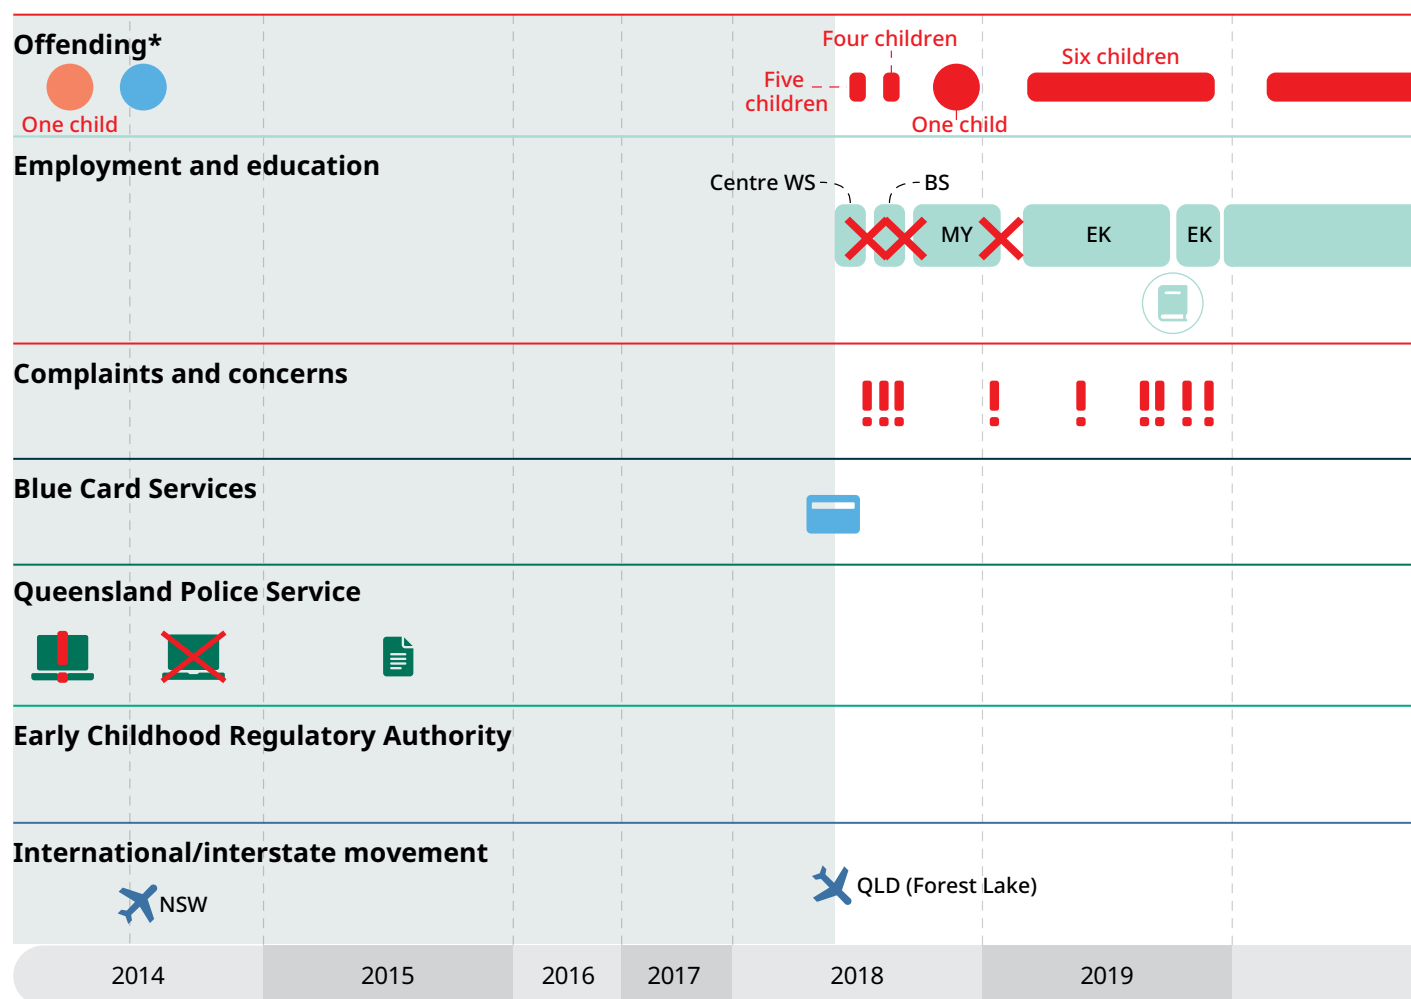 Offending*
One child
Four children
Five
children
One child
Six children
Employment and education
Centre WS
BS
MY
EK
EK
Complaints and concerns
Blue Card Services
Queensland Police Service
Early Childhood Regulatory Authority
International/interstate movement
NSW
QLD (Forest Lake)
2014
2015
2016
2017
2018
2019